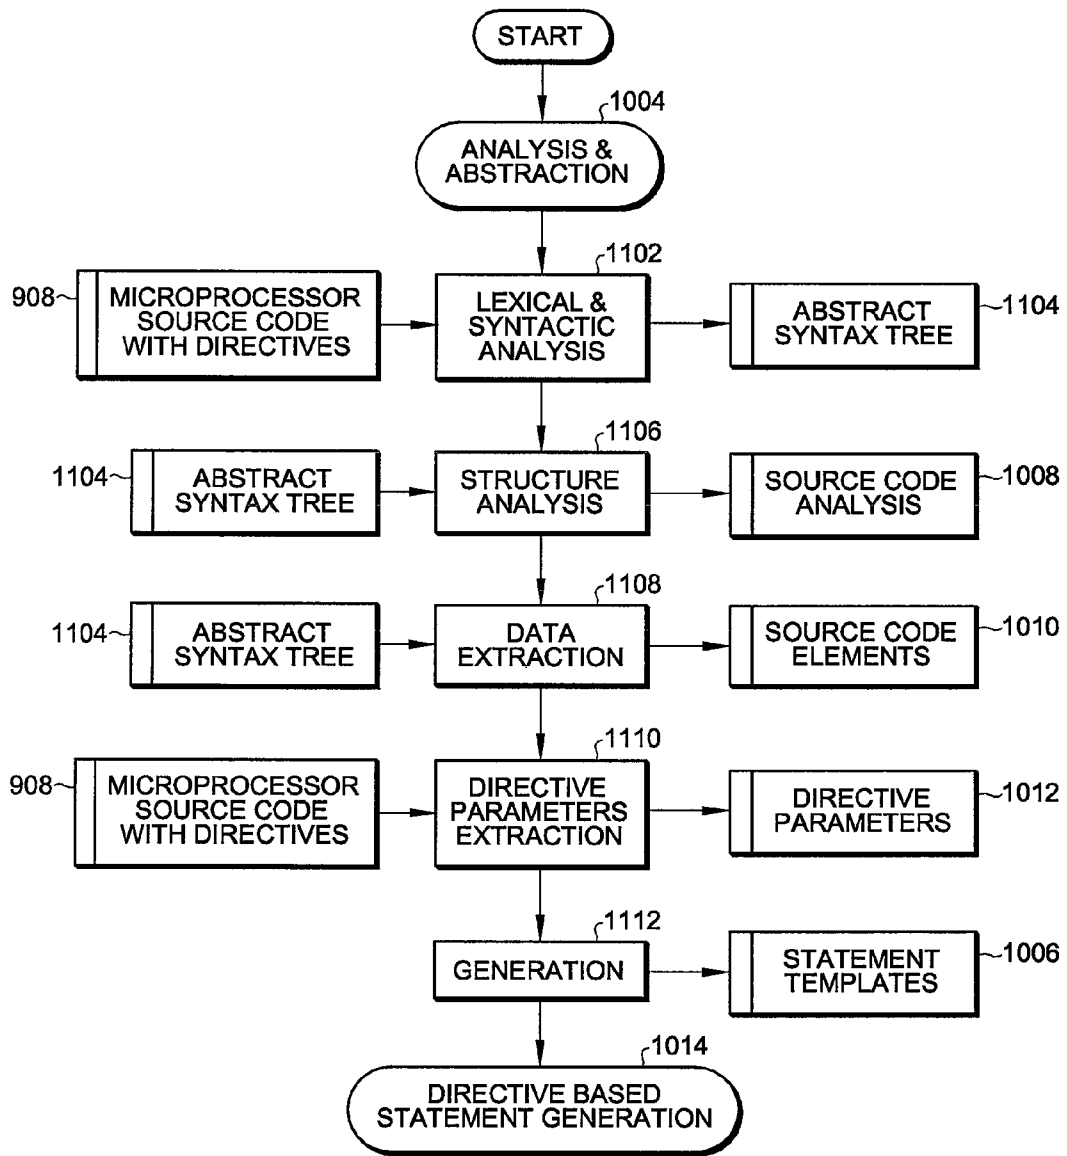 START
1004
ANALYSIS &
ABSTRACTION
1102
908
MICROPROCESSOR
SOURCE CODE
WITH DIRECTIVES
LEXICAL &
SYNTACTIC
ANALYSIS
ABSTRACT
SYNTAX TREE
1104
1106
1104
ABSTRACT
SYNTAX TREE
STRUCTURE
ANALYSIS
SOURCE CODE
ANALYSIS
1008
1108
1104
ABSTRACT
SYNTAX TREE
DATA
EXTRACTION
SOURCE CODE
ELEMENTS
1010
1110
908
MICROPROCESSOR
SOURCE CODE
WITH DIRECTIVES
DIRECTIVE
PARAMETERS
EXTRACTION
DIRECTIVE
PARAMETERS
1012
1112
GENERATION
STATEMENT
TEMPLATES
1006
1014
DIRECTIVE BASED
STATEMENT GENERATION